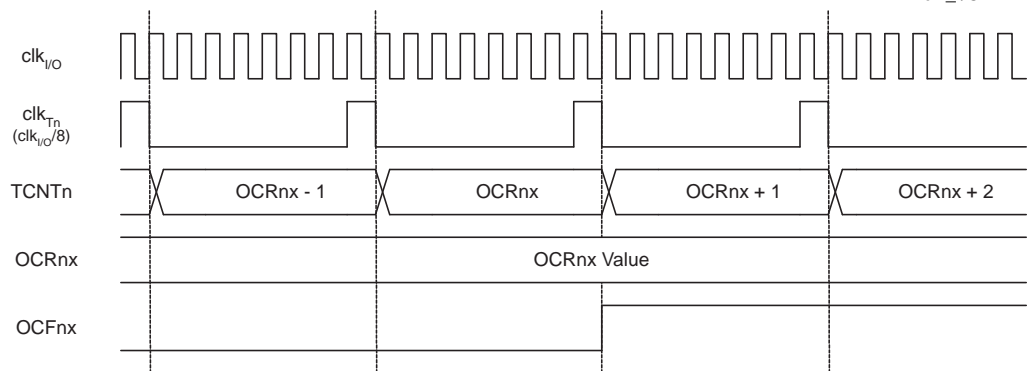 clkI/O
clkTn
(clkI/O/8)
TCNTn OCRnx - 1 OCRnx OCRnx + 1 OCRnx + 2
OCRnx OCRnx Value
OCFnx